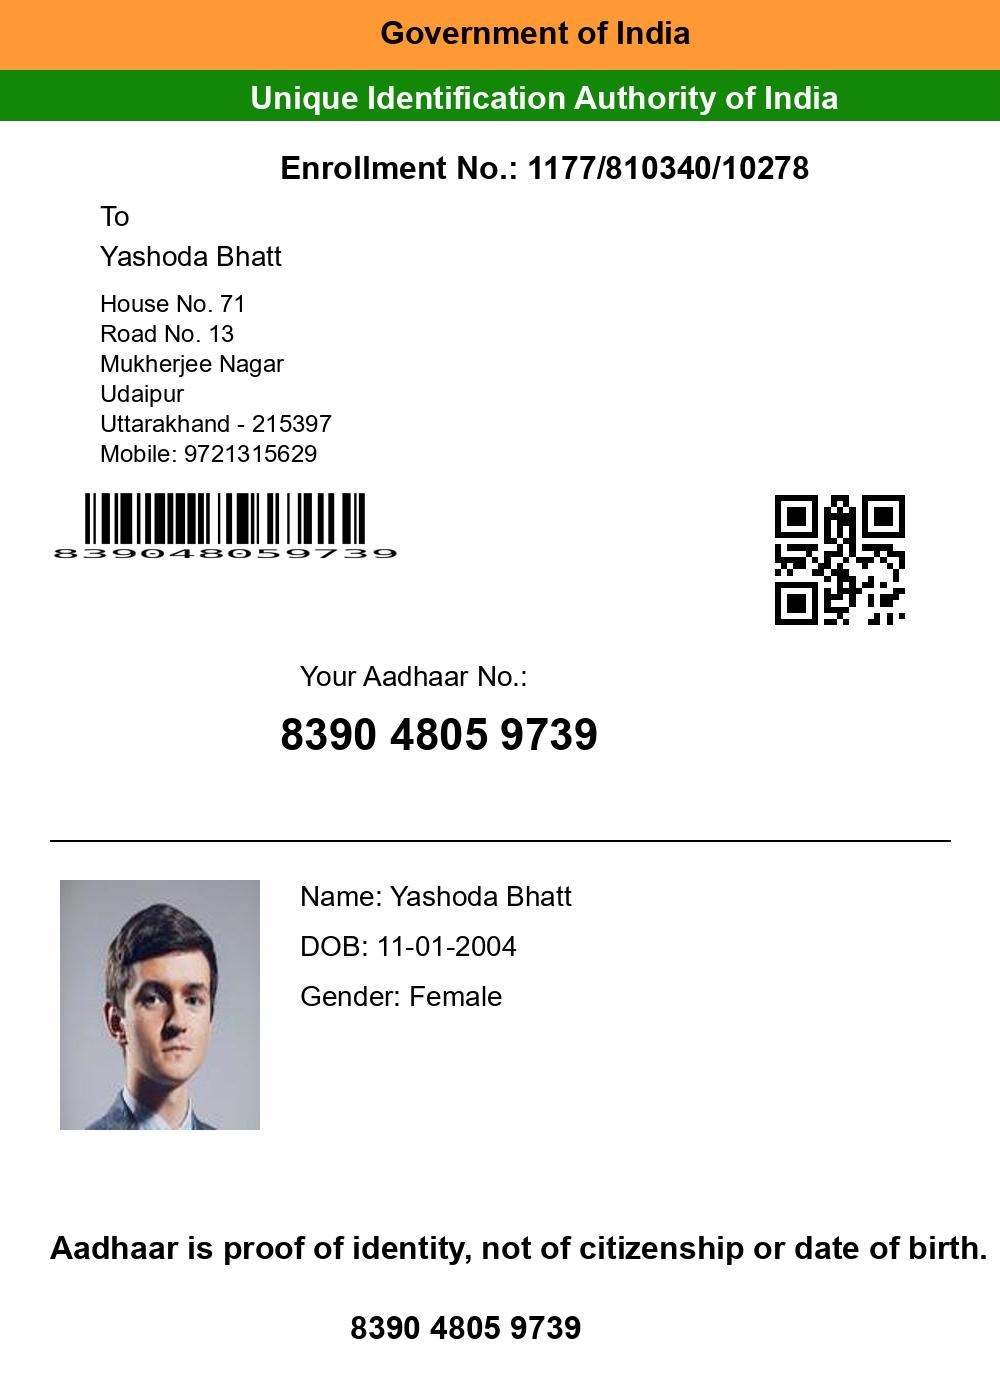 Government of India
Unique Identification Authority of India
Enrollment No.: 1177/810340/10278
To
Yashoda Bhatt
House No. 71
Road No. 13
Mukherjee Nagar
Udaipur
Uttarakhand - 215397
Mobile: 9721315629
839048059739
Your Aadhaar No.:
8390 4805 9739
Name: Yashoda Bhatt
DOB: 11-01-2004
Gender: Female
Aadhaar is proof of identity, not of citizenship or date of birth.
8390 4805 9739